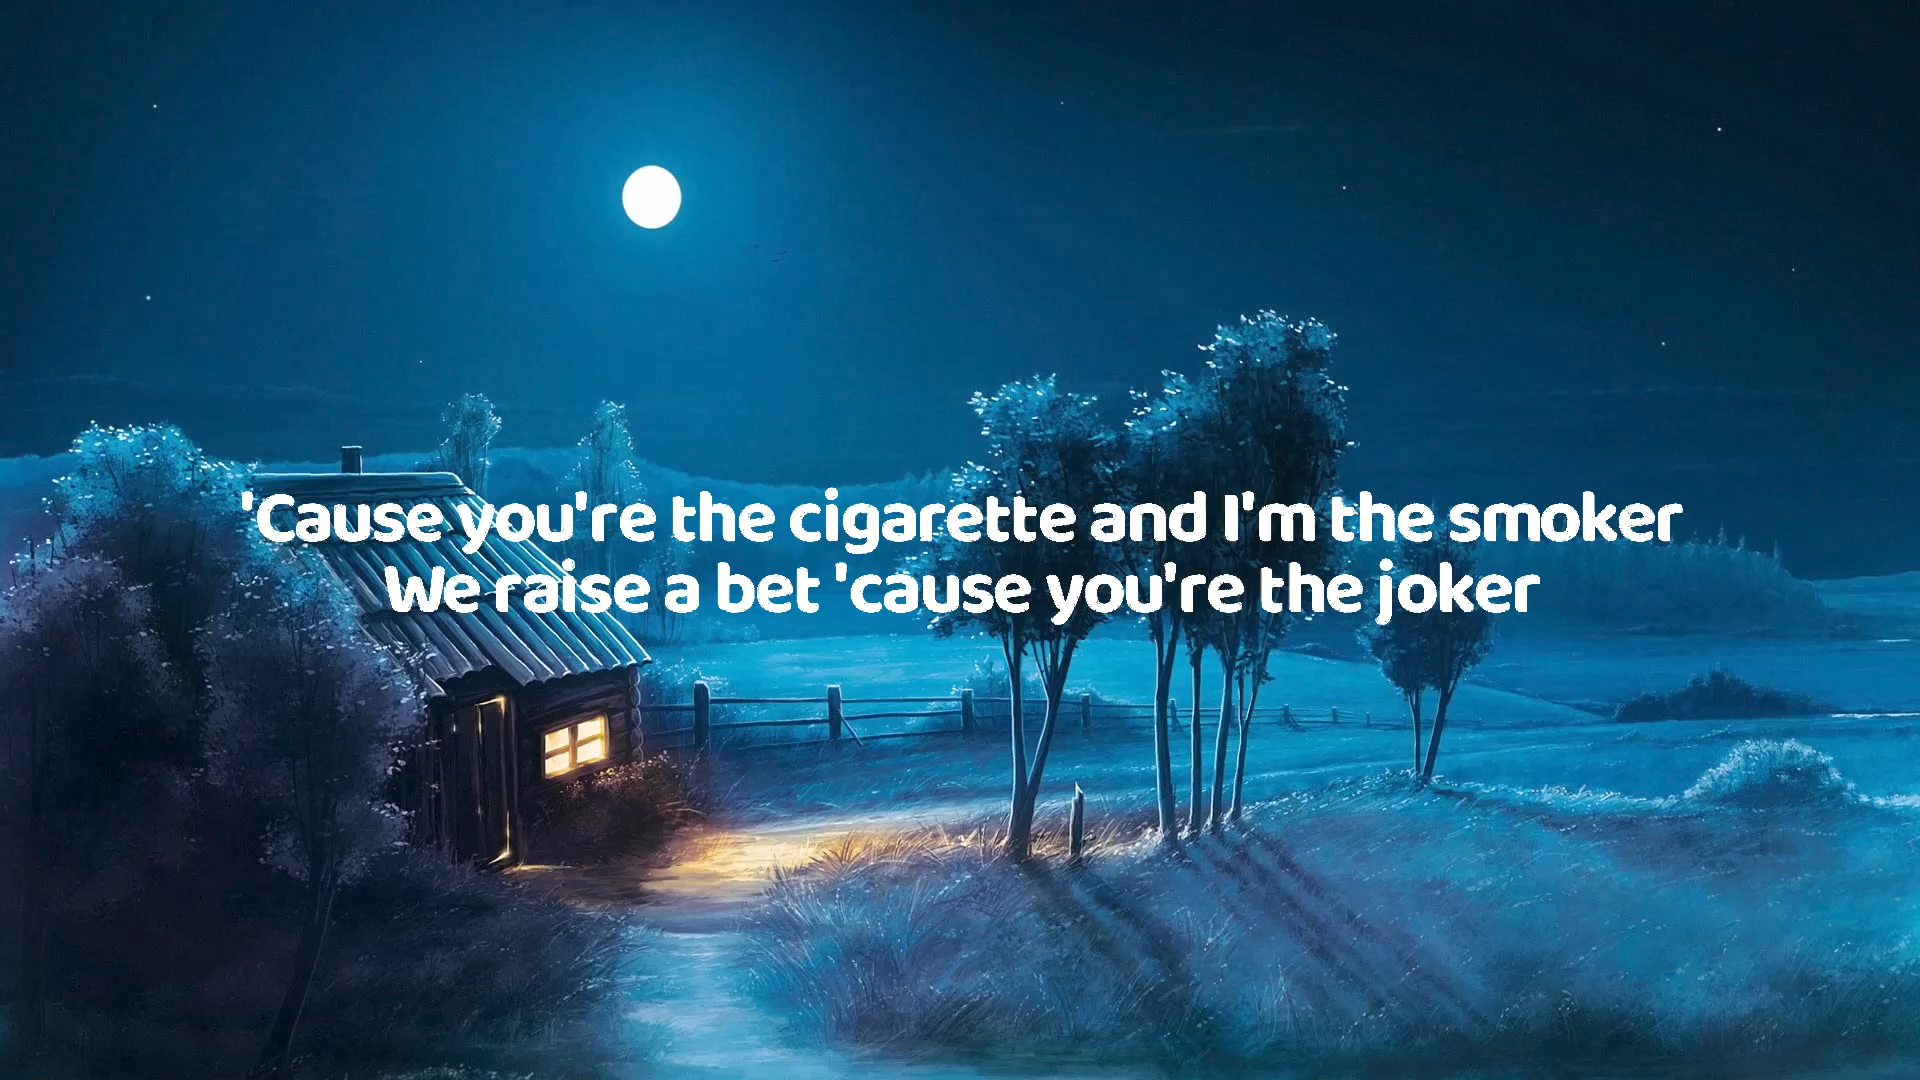 'Cause you're the cigarette and I'm the smoker
We raise a bet 'cause you're the joker